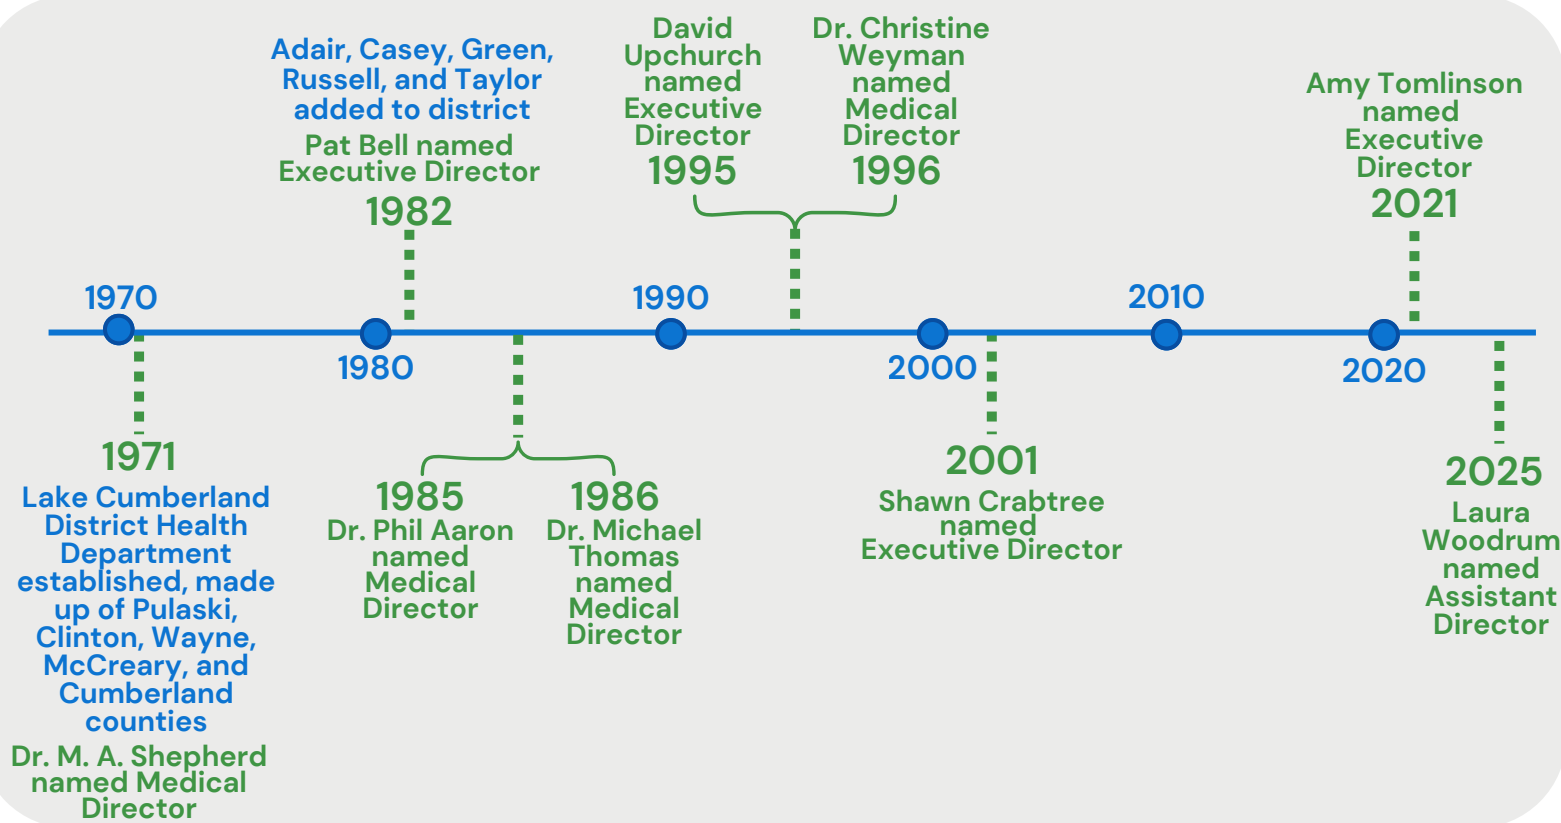 Adair, Casey, Green,
Russell, and Taylor
added to district
Pat Bell named
Executive Director
1982
David
Upchurch
named
Executive
Director
1995
Dr. Christine
Weyman
named
Medical
Director
1996
Amy Tomlinson
named
Executive
Director
2021
1970
1980
1990
2000
2010
2020
1971
Lake Cumberland
District Health
Department
established, made
up of Pulaski,
Clinton, Wayne,
McCreary, and
Cumberland
counties
Dr. M. A. Shepherd
named Medical
Director
1985
Dr. Phil Aaron
named
Medical
Director
1986
Dr. Michael
Thomas
named
Medical
Director
2001
Shawn Crabtree
named
Executive Director
2025
Laura
Woodrum
named
Assistant
Director